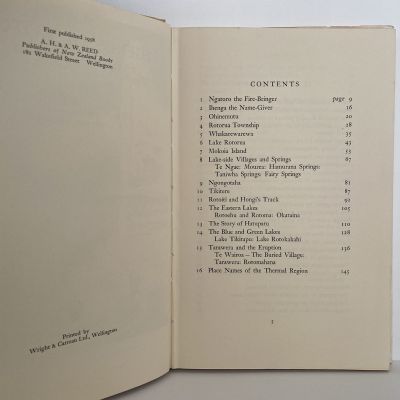 First published 1958
A. H. & A. W. REED
Publishers of New Zealand Books
182 Wakefield Street Wellington
Printed by
Wright & Carman Ltd., Wellington
CONTENTS
1 Ngatoro the Fire-Bringer page 9
2 Ihenga the Name-Giver 16
3 Ohinemutu 20
4 Rotorua Township 28
5 Whakarewarewa 35
6 Lake Rotorua 43
7 Mokoia Island 53
8 Lake-side Villages and Springs 67
Te Ngae: Mourea: Hamurana Springs:
Taniwha Springs: Fairy Springs
9 Ngongotaha 81
10 Tikitere 87
11 Rotoiti and Hongi's Track 92
12 The Eastern Lakes 105
Rotoehu and Rotoma: Okataina
13 The Story of Hatupatu 110
14 The Blue and Green Lakes 128
Lake Tikitapu: Lake Rotokakahi
15 Tarawera and the Eruption 136
Te Wairoa – The Buried Village:
Tarawera: Rotomahana
16 Place Names of the Thermal Region 145
5